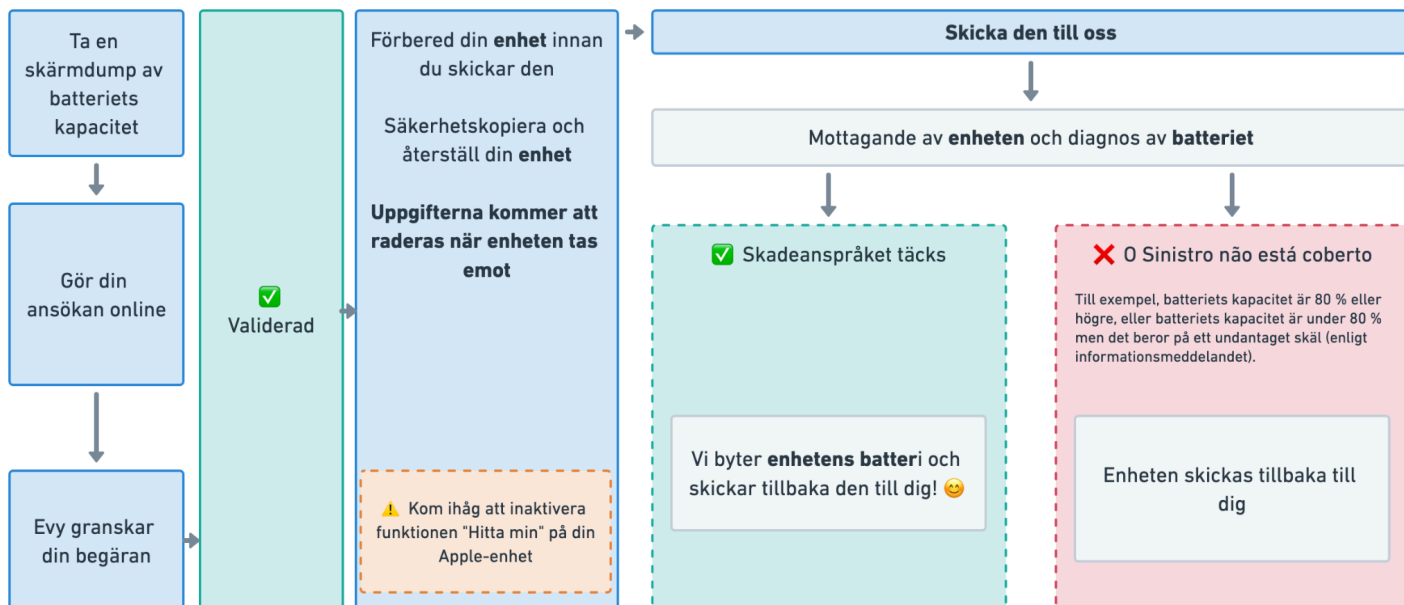 Ta en
skärmdump av
batteriets
kapacitet
Gör din
ansökan online
Evy granskar
din begäran
✅
Validerad
Förbered din enhet innan
du skickar den
Säkerhetskopiera och
återställ din enhet
Uppgifterna kommer att
raderas när enheten tas
emot
⚠️ Kom ihåg att inaktivera
funktionen "Hitta min" på din
Apple-enhet
Skicka den till oss
Mottagande av enheten och diagnos av batteriet
✅ Skadeanspråket täcks
Vi byter enhetens batteri och
skickar tillbaka den till dig! 😊
❌ O Sinistro não está coberto
Till exempel, batteriets kapacitet är 80 % eller
högre, eller batteriets kapacitet är under 80 %
men det beror på ett undantaget skäl (enligt
informationsmeddelandet).
Enheten skickas tillbaka till
dig